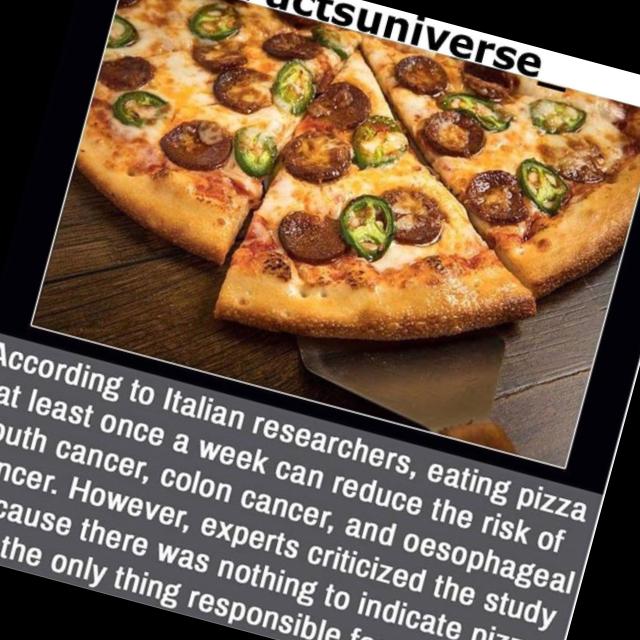 actsuniverse_
According to Italian researchers, eating pizza
at least once a week can reduce the risk of
outh cancer, colon cancer, and oesophageal
ncer. However, experts criticized the study
cause there was nothing to indicate pizz
the only thing responsible f